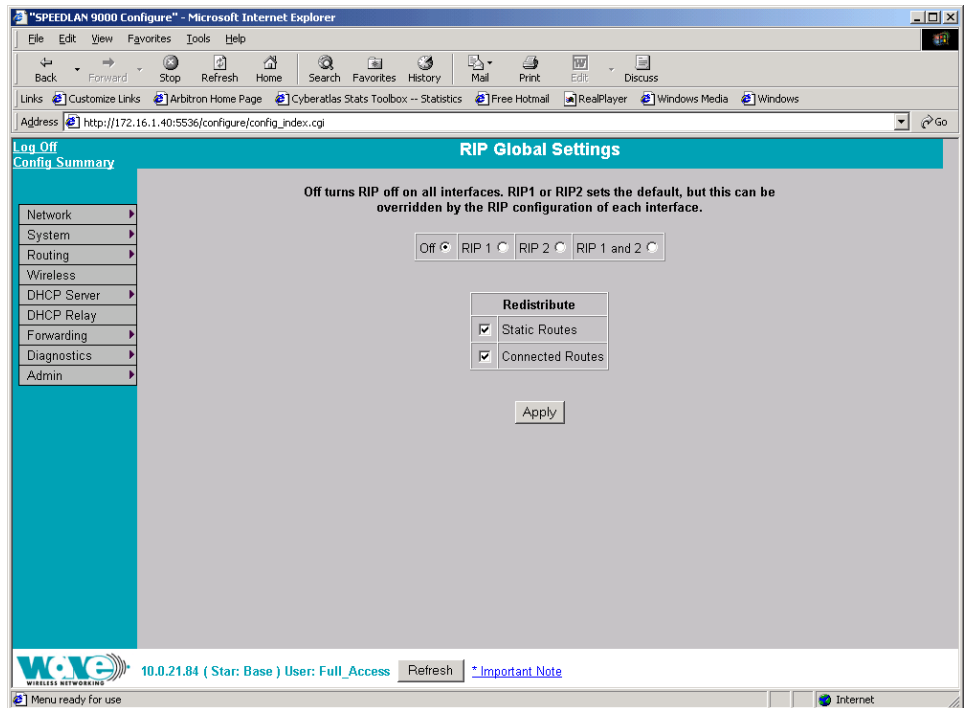 "SPEEDLAN 9000 Configure" - Microsoft Internet Explorer
File Edit View Favorites Tools Help
Back Forward Stop Refresh Home Search Favorites History Mail Print Edit Discuss
Links Customize Links Arbitron Home Page Cyberatlas Stats Toolbox -- Statistics Free Hotmail RealPlayer Windows Media Windows
Address http://172.16.1.40:5536/configure/config_index.cgi Go
Log Off
Config Summary
RIP Global Settings
Off turns RIP off on all interfaces. RIP1 or RIP2 sets the default, but this can be
overridden by the RIP configuration of each interface.
Network
System
Routing
Wireless
DHCP Server
DHCP Relay
Forwarding
Diagnostics
Admin
Off RIP 1 RIP 2 RIP 1 and 2
Redistribute
Static Routes
Connected Routes
Apply
WAVE
WIRELESS NETWORKING
10.0.21.84 ( Star: Base ) User: Full_Access Refresh * Important Note
Menu ready for use Internet